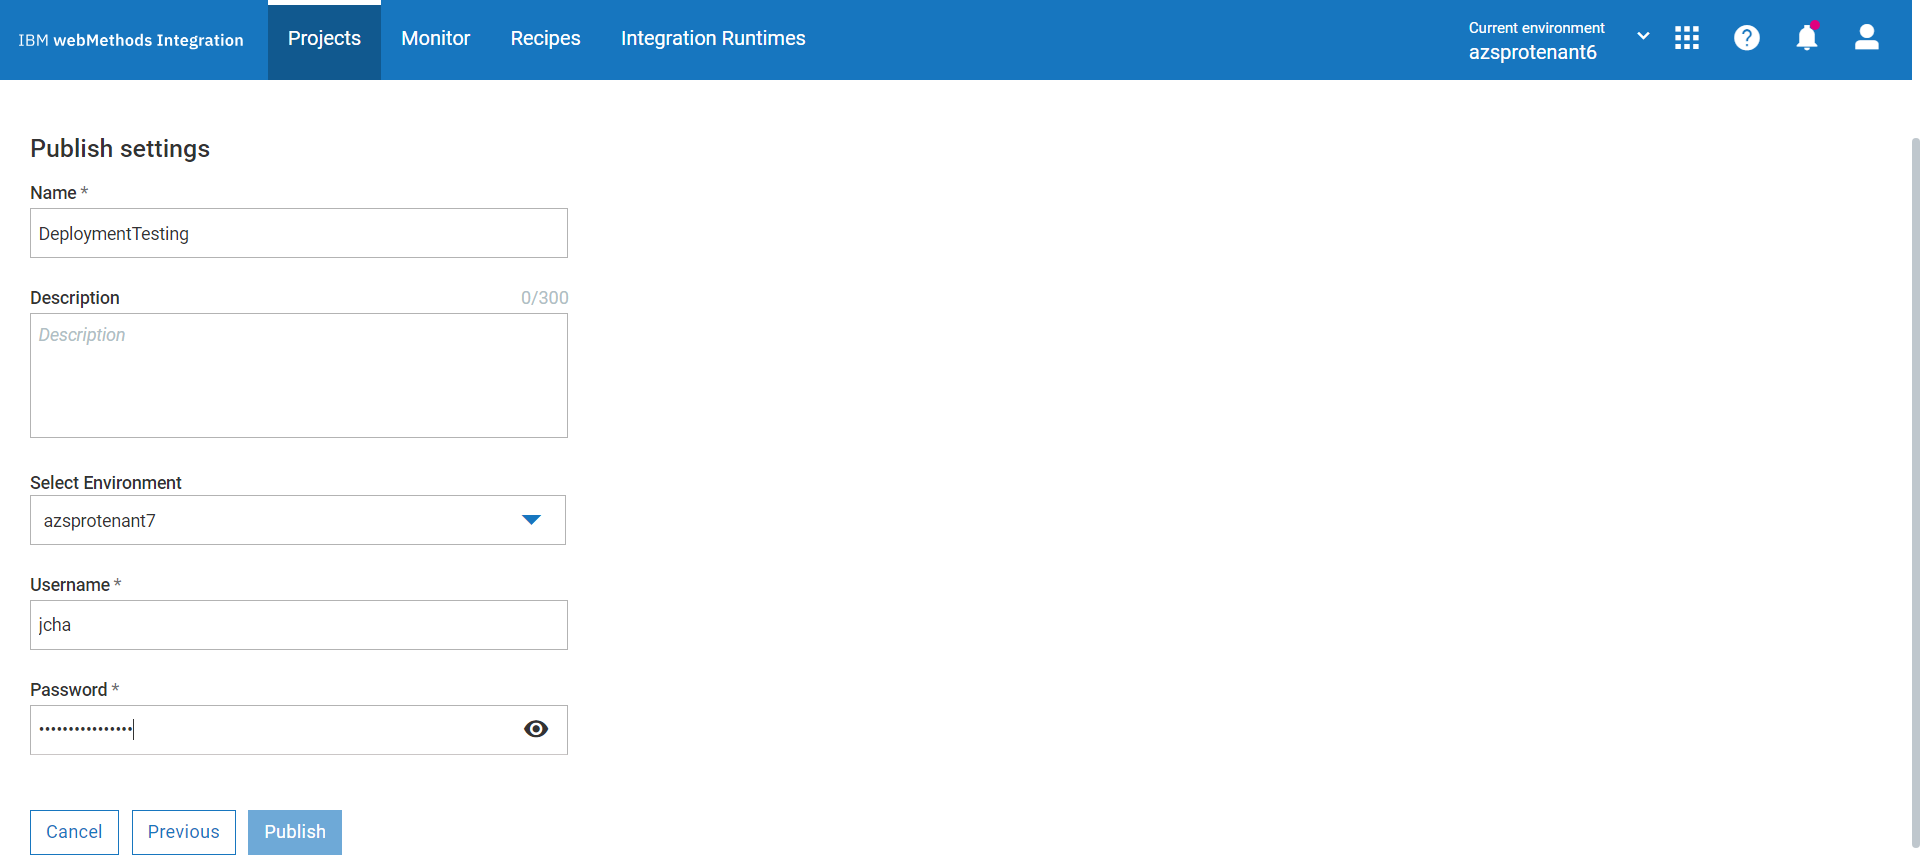 IBM webMethods Integration
Projects
Monitor
Recipes
Integration Runtimes
Current environment
azsprotenant6
Publish settings
Name *
DeploymentTesting
Description 0/300
Description
Select Environment
azsprotenant7
Username *
jcha
Password *
••••••••••••••••
Cancel
Previous
Publish